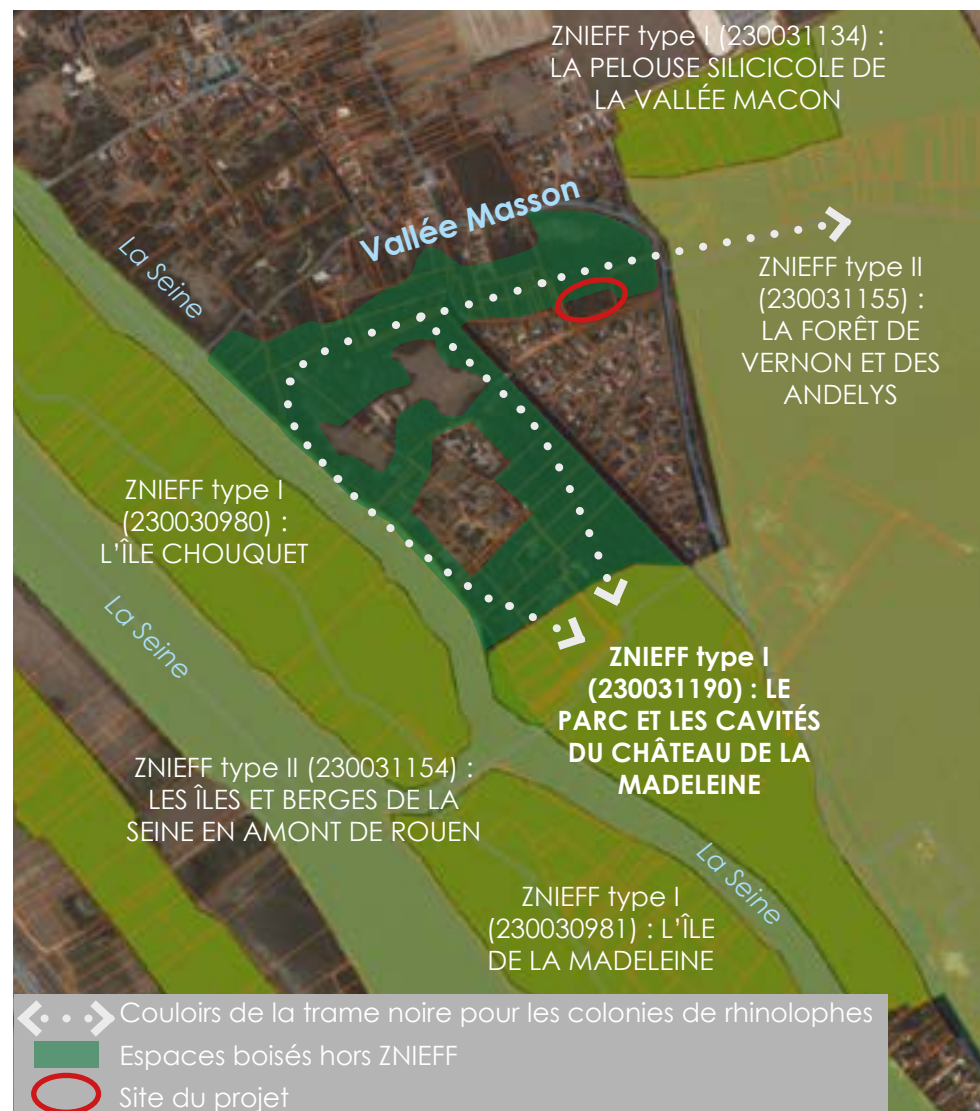 ZNIEFF type I (230031134) :
LA PELOUSE SILICICOLE DE
LA VALLÉE MACON
Vallée Masson
La Seine
ZNIEFF type II
(230031155) :
LA FORÊT DE
VERNON ET DES
ANDELYS
ZNIEFF type I
(230030980) :
L'ÎLE CHOUQUET
La Seine
ZNIEFF type I
(230031190) : LE
PARC ET LES CAVITÉS
DU CHÂTEAU DE LA
MADELEINE
ZNIEFF type II (230031154) :
LES ÎLES ET BERGES DE LA
SEINE EN AMONT DE ROUEN
La Seine
ZNIEFF type I
(230030981) : L'ÎLE
DE LA MADELEINE
Couloirs de la trame noire pour les colonies de rhinolophes
Espaces boisés hors ZNIEFF
Site du projet